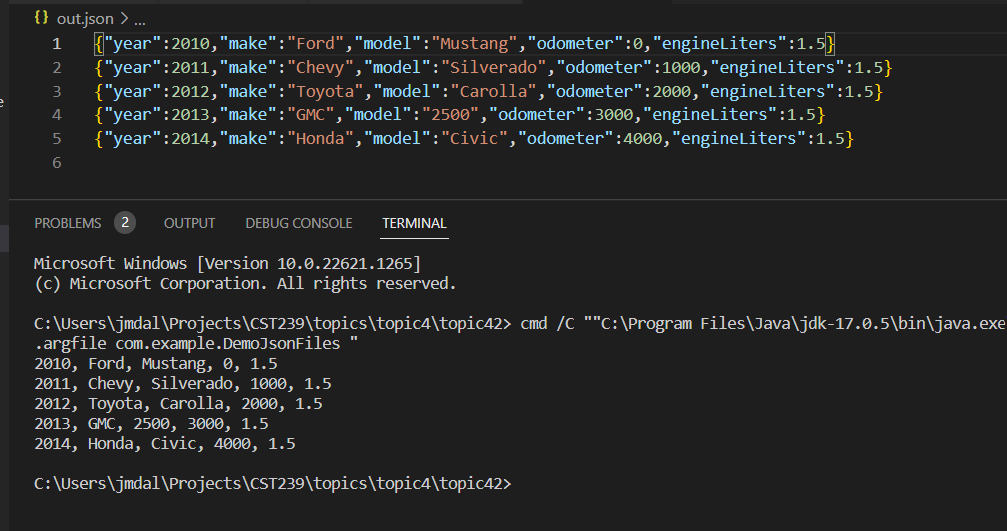 {} out.json > ...
1 {"year":2010,"make":"Ford","model":"Mustang","odometer":0,"engineLiters":1.5}
2 {"year":2011,"make":"Chevy","model":"Silverado","odometer":1000,"engineLiters":1.5}
3 {"year":2012,"make":"Toyota","model":"Carolla","odometer":2000,"engineLiters":1.5}
4 {"year":2013,"make":"GMC","model":"2500","odometer":3000,"engineLiters":1.5}
5 {"year":2014,"make":"Honda","model":"Civic","odometer":4000,"engineLiters":1.5}
6
PROBLEMS 2 OUTPUT DEBUG CONSOLE TERMINAL
Microsoft Windows [Version 10.0.22621.1265]
(c) Microsoft Corporation. All rights reserved.
C:\Users\jmdal\Projects\CST239\topics\topic4\topic42> cmd /C ""C:\Program Files\Java\jdk-17.0.5\bin\java.exe
.argfile com.example.DemoJsonFiles "
2010, Ford, Mustang, 0, 1.5
2011, Chevy, Silverado, 1000, 1.5
2012, Toyota, Carolla, 2000, 1.5
2013, GMC, 2500, 3000, 1.5
2014, Honda, Civic, 4000, 1.5
C:\Users\jmdal\Projects\CST239\topics\topic4\topic42>